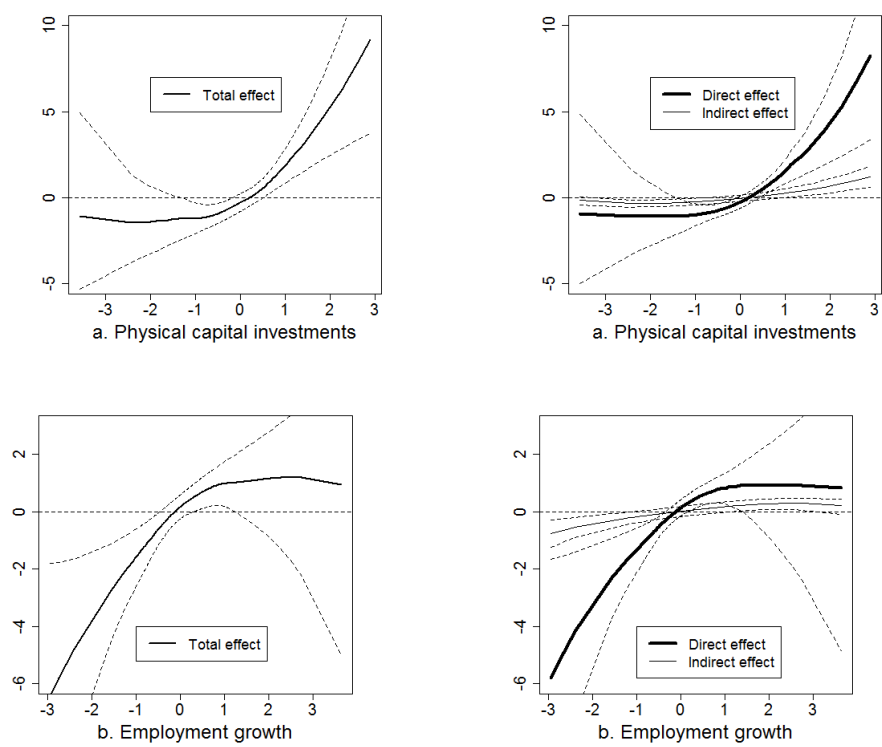 10
5
0
-5
Total effect
-3 -2 -1 0 1 2 3
a. Physical capital investments
10
5
0
-5
Direct effect
Indirect effect
-3 -2 -1 0 1 2 3
a. Physical capital investments
2
0
-2
-4
-6
Total effect
-3 -2 -1 0 1 2 3
b. Employment growth
2
0
-2
-4
-6
Direct effect
Indirect effect
-3 -2 -1 0 1 2 3
b. Employment growth